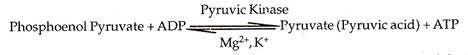 Pyruvic Kinase
Phosphoenol Pyruvate + ADP ⇌ Pyruvate (Pyruvic acid) + ATP
Mg²⁺, K⁺